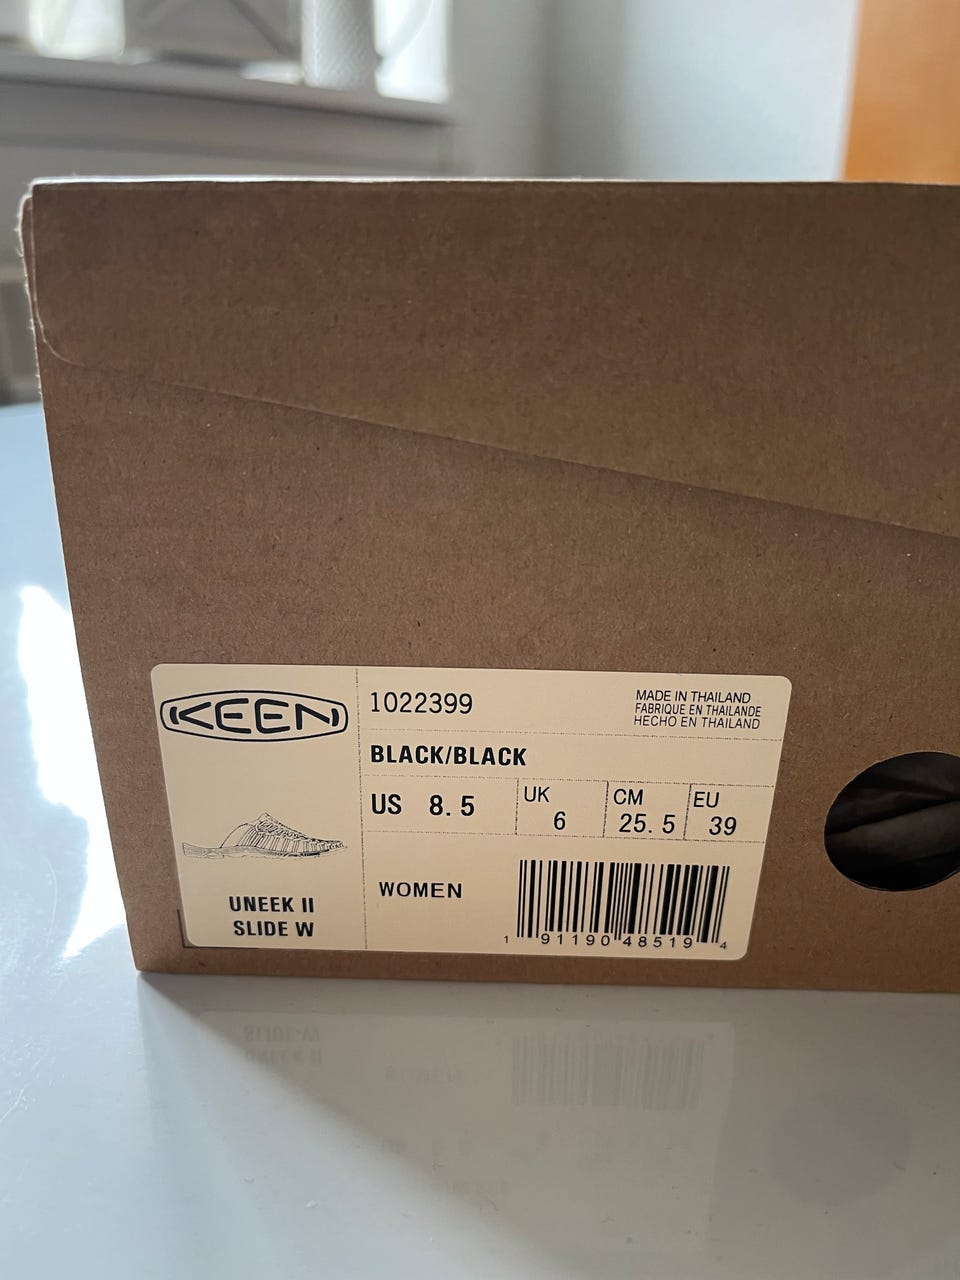 KEEN
1022399
MADE IN THAILAND
FABRIQUE EN THAILANDE
HECHO EN THAILAND
BLACK/BLACK
US 8.5
UK
6
CM
25.5
EU
39
UNEEK II
SLIDE W
WOMEN
1 91190 48519 4